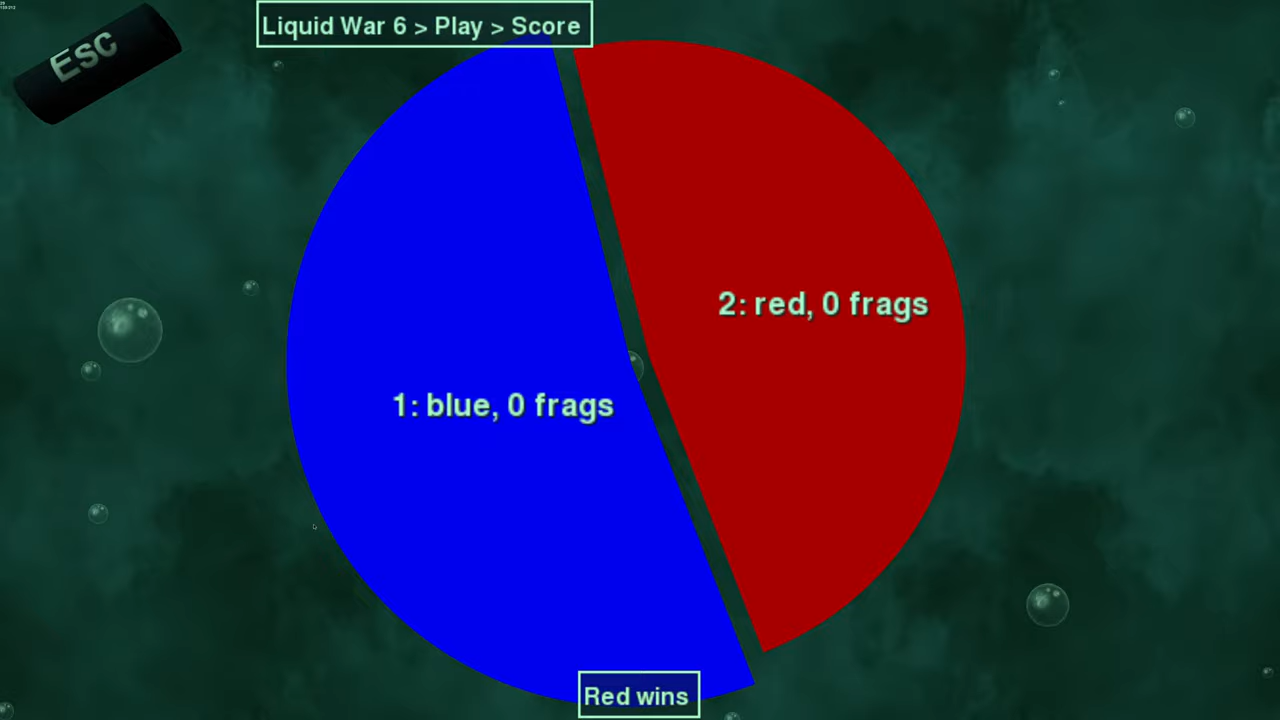 Liquid War 6 > Play > Score
ESC
2: red, 0 frags
1: blue, 0 frags
Red wins